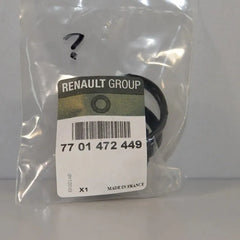 ?
RENAULT GROUP
77 01 472 449
X1
MADE IN FRANCE